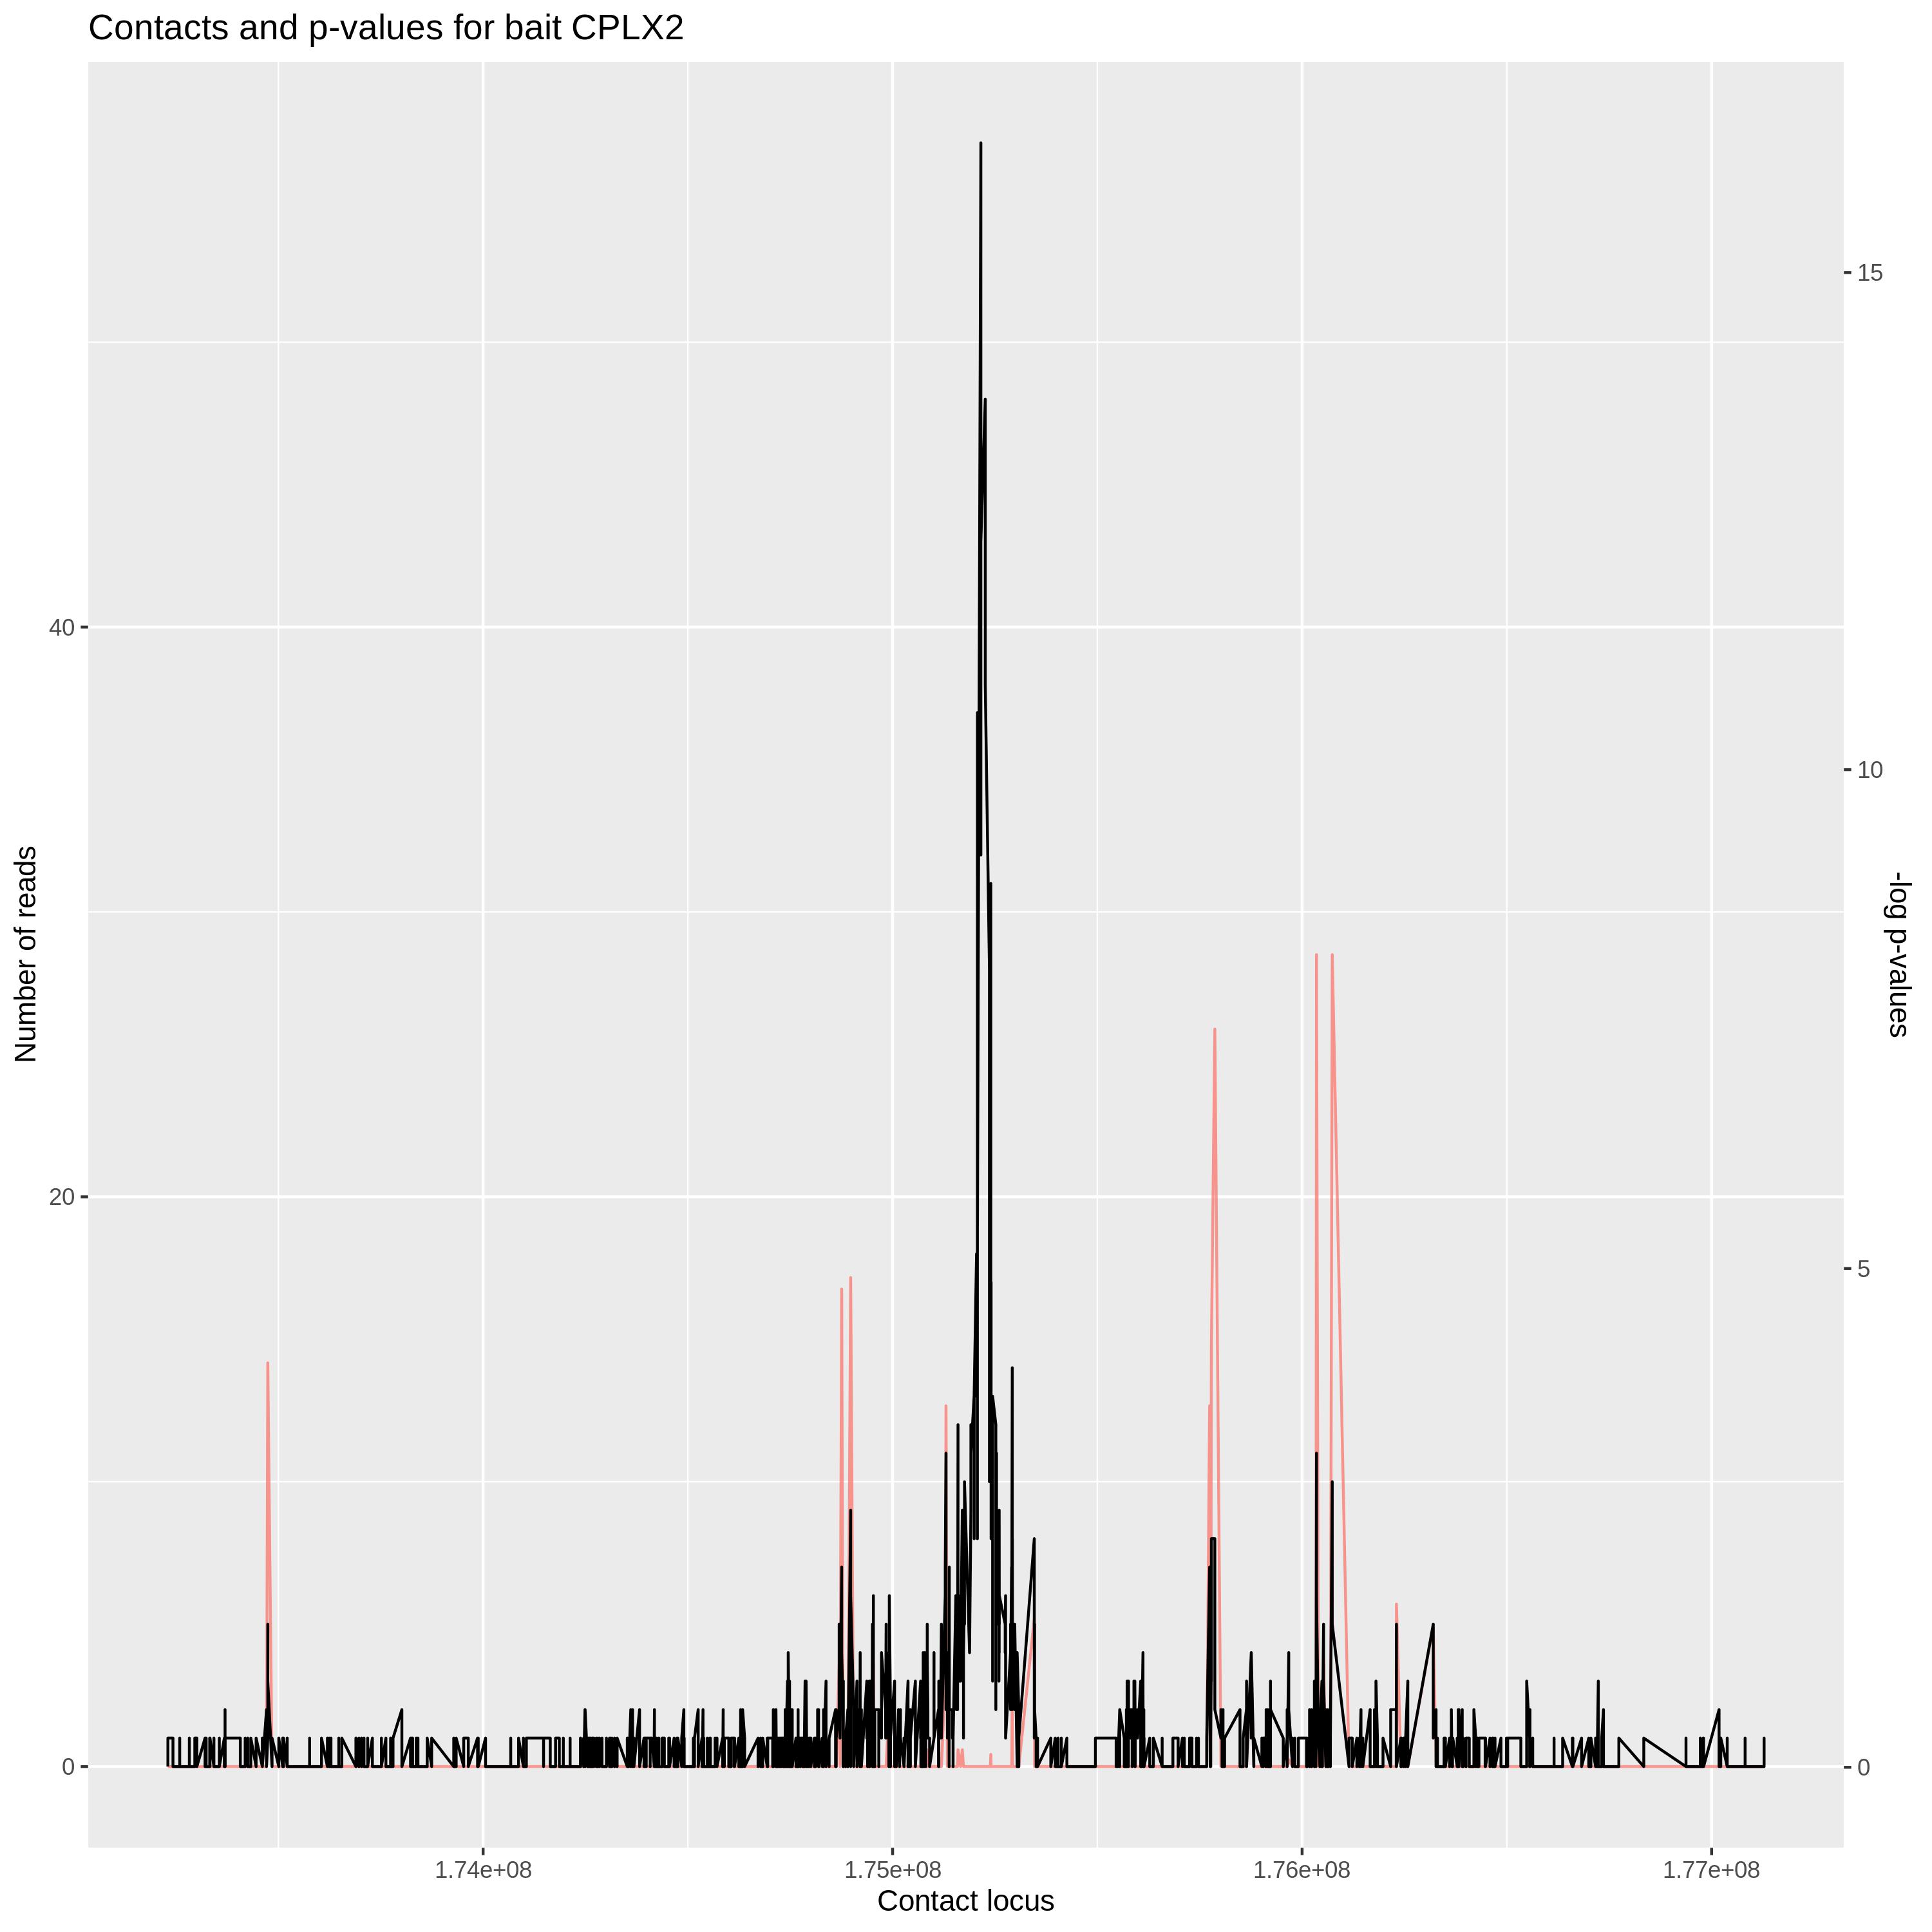 Contacts and p-values for bait CPLX2
Number of reads
40
20
0
15
10
5
0
-log p-values
1.74e+08
1.75e+08
1.76e+08
1.77e+08
Contact locus